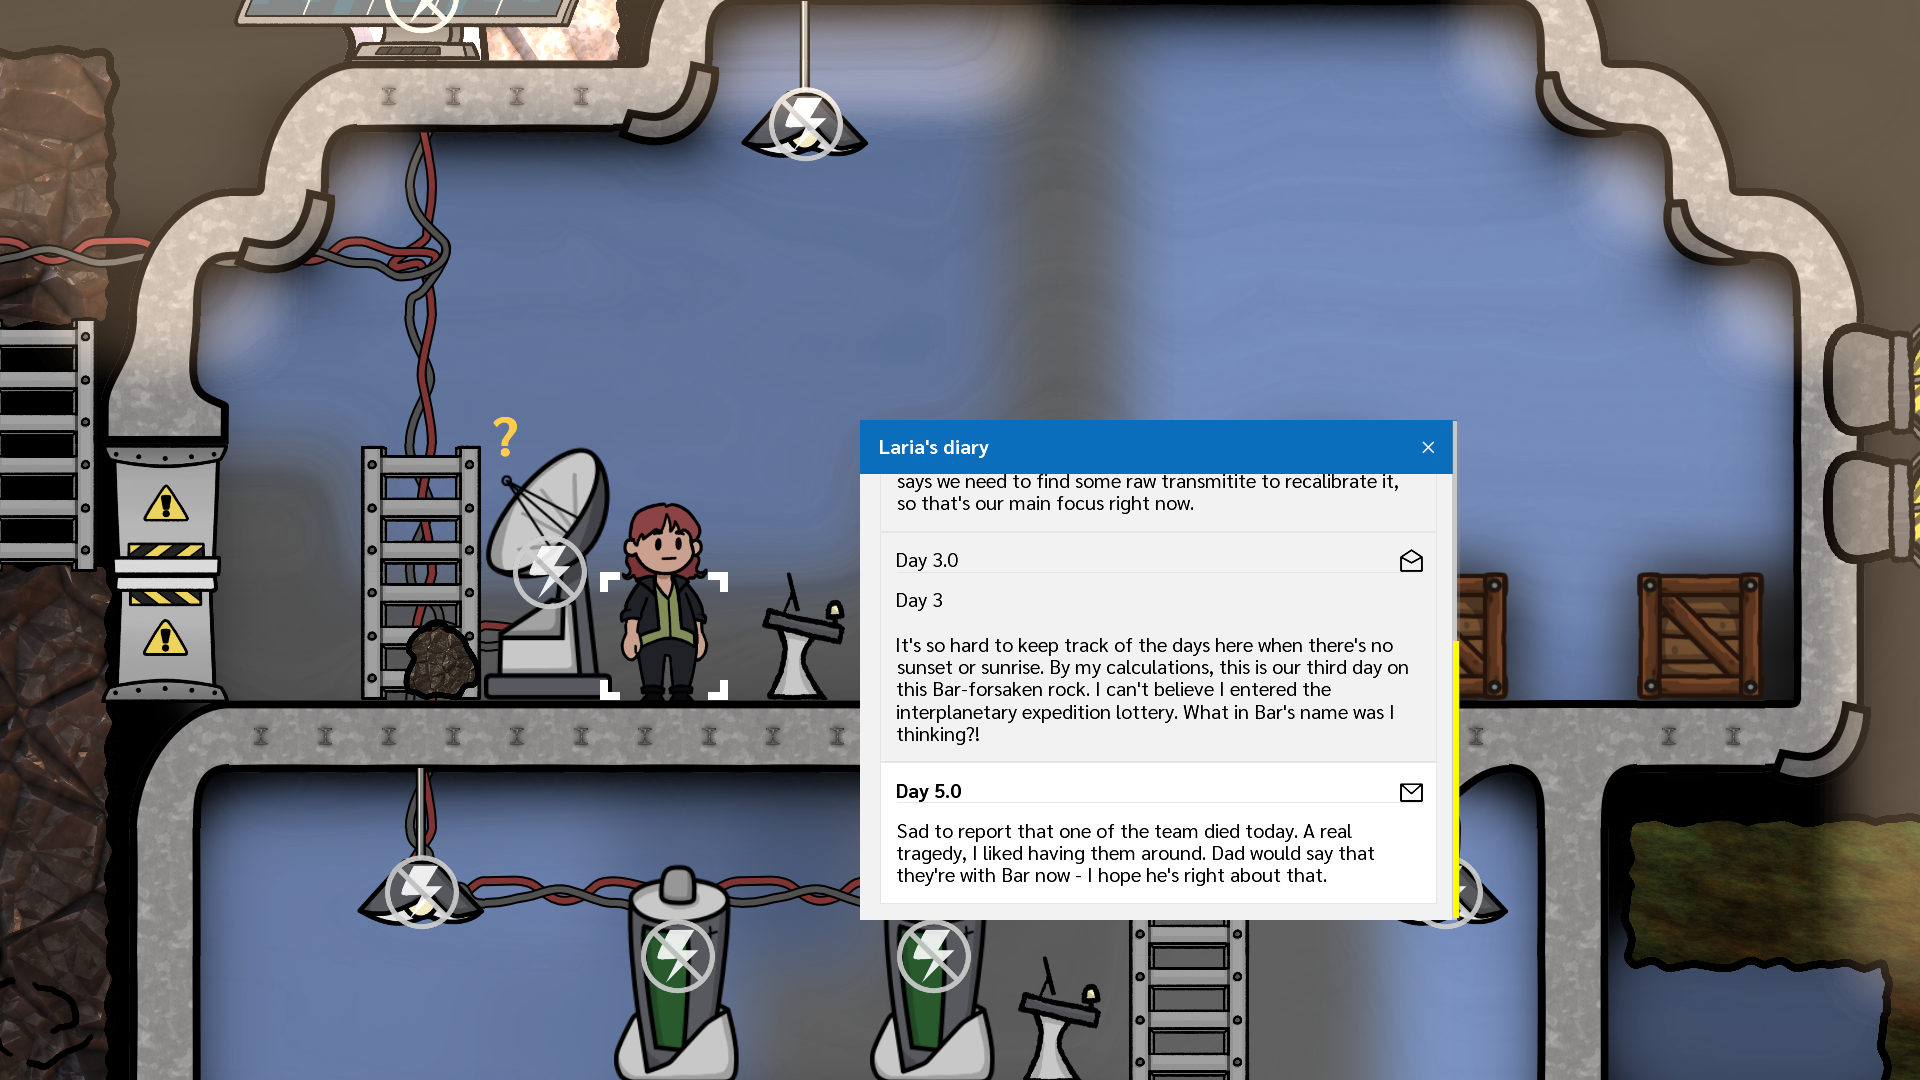 ?
Laria's diary
says we need to find some raw transmitite to recalibrate it,
so that's our main focus right now.
Day 3.0
Day 3
It's so hard to keep track of the days here when there's no
sunset or sunrise. By my calculations, this is our third day on
this Bar-forsaken rock. I can't believe I entered the
interplanetary expedition lottery. What in Bar's name was I
thinking?!
Day 5.0
Sad to report that one of the team died today. A real
tragedy, I liked having them around. Dad would say that
they're with Bar now - I hope he's right about that.